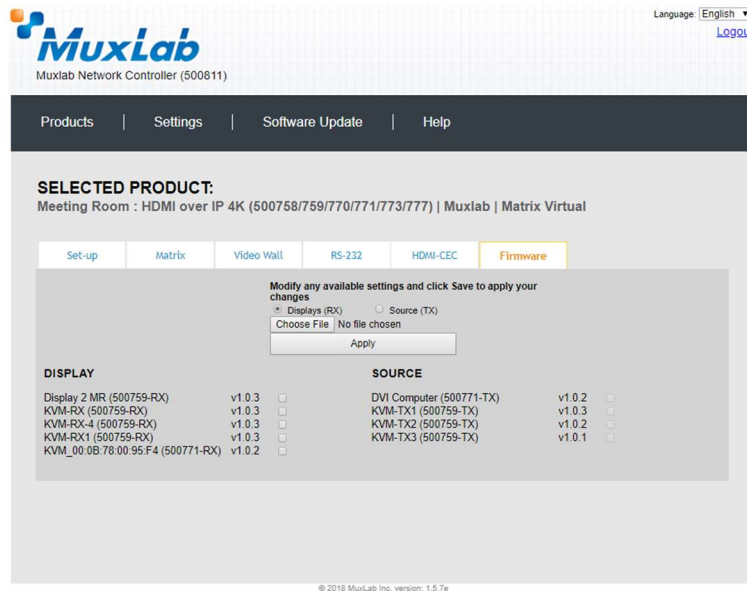 Language: English
Logou
MuxLab
Muxlab Network Controller (500811)
Products | Settings | Software Update | Help
SELECTED PRODUCT:
Meeting Room : HDMI over IP 4K (500758/759/770/771/773/777) | Muxlab | Matrix Virtual
Set-up Matrix Video Wall RS-232 HDMI-CEC Firmware
Modify any available settings and click Save to apply your
changes
Displays (RX) Source (TX)
Choose File No file chosen
Apply
DISPLAY
Display 2 MR (500759-RX) v1.0.3
KVM-RX (500759-RX) v1.0.3
KVM-RX-4 (500759-RX) v1.0.3
KVM-RX1 (500759-RX) v1.0.3
KVM_00:0B:78:00:95:F4 (500771-RX) v1.0.2
SOURCE
DVI Computer (500771-TX) v1.0.2
KVM-TX1 (500759-TX) v1.0.3
KVM-TX2 (500759-TX) v1.0.2
KVM-TX3 (500759-TX) v1.0.1
© 2018 MuxLab Inc. version: 1.5.7e